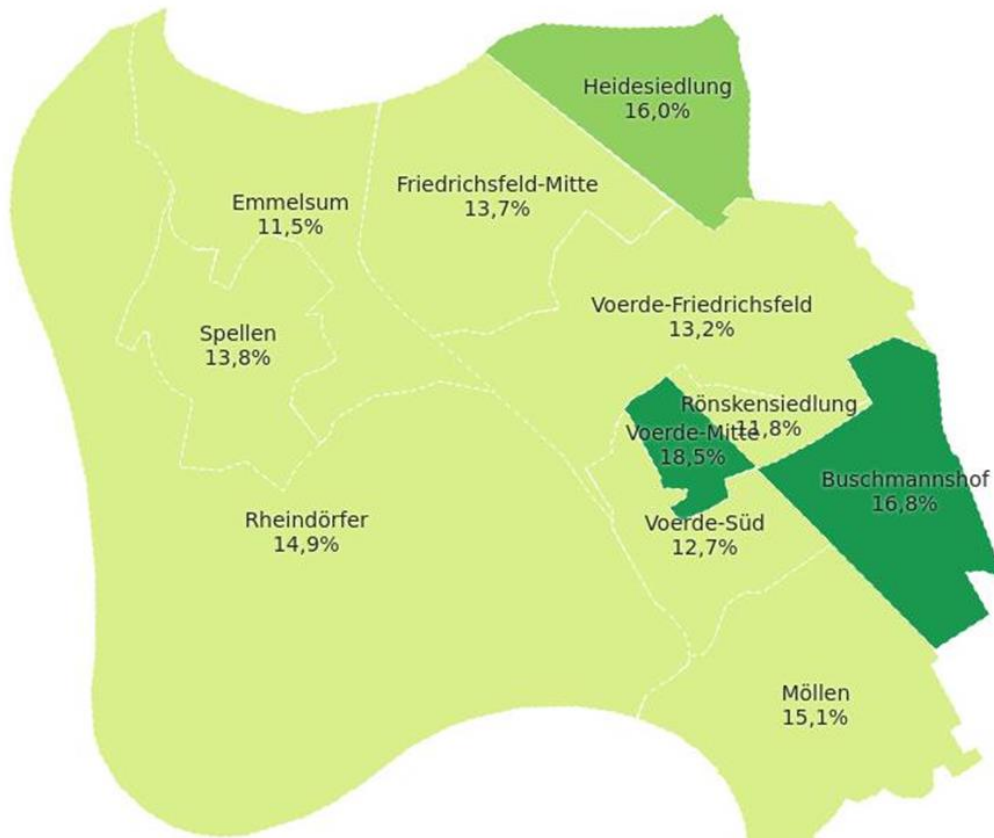 Heidesiedlung
16,0%
Friedrichsfeld-Mitte
13,7%
Emmelsum
11,5%
Voerde-Friedrichsfeld
13,2%
Spellen
13,8%
Rönskensiedlung
11,8%
Voerde-Mitte
18,5%
Buschmannshof
16,8%
Rheindörfer
14,9%
Voerde-Süd
12,7%
Möllen
15,1%